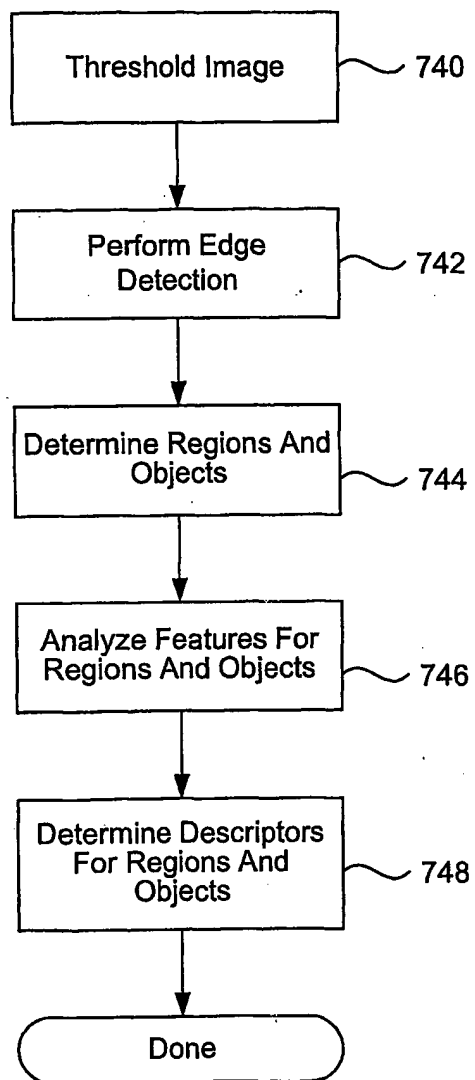 Threshold Image
740
Perform Edge
Detection
742
Determine Regions And
Objects
744
Analyze Features For
Regions And Objects
746
Determine Descriptors
For Regions And
Objects
748
Done